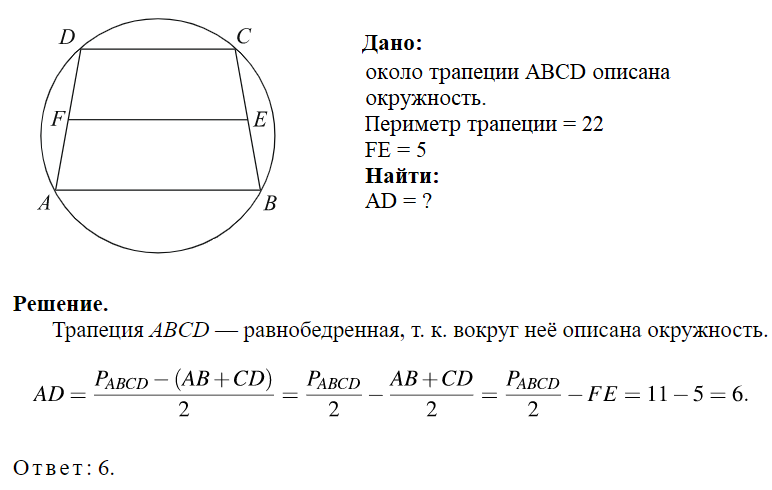 D C
F E
A B
Дано:
около трапеции ABCD описана
окружность.
Периметр трапеции = 22
FE = 5
Найти:
AD = ?
Решение.
Трапеция ABCD — равнобедренная, т. к. вокруг неё описана окружность.
AD = \frac{P_{ABCD} − (AB + CD)}{2} = \frac{P_{ABCD}}{2} − \frac{AB + CD}{2} = \frac{P_{ABCD}}{2} − FE = 11 − 5 = 6.
Ответ: 6.